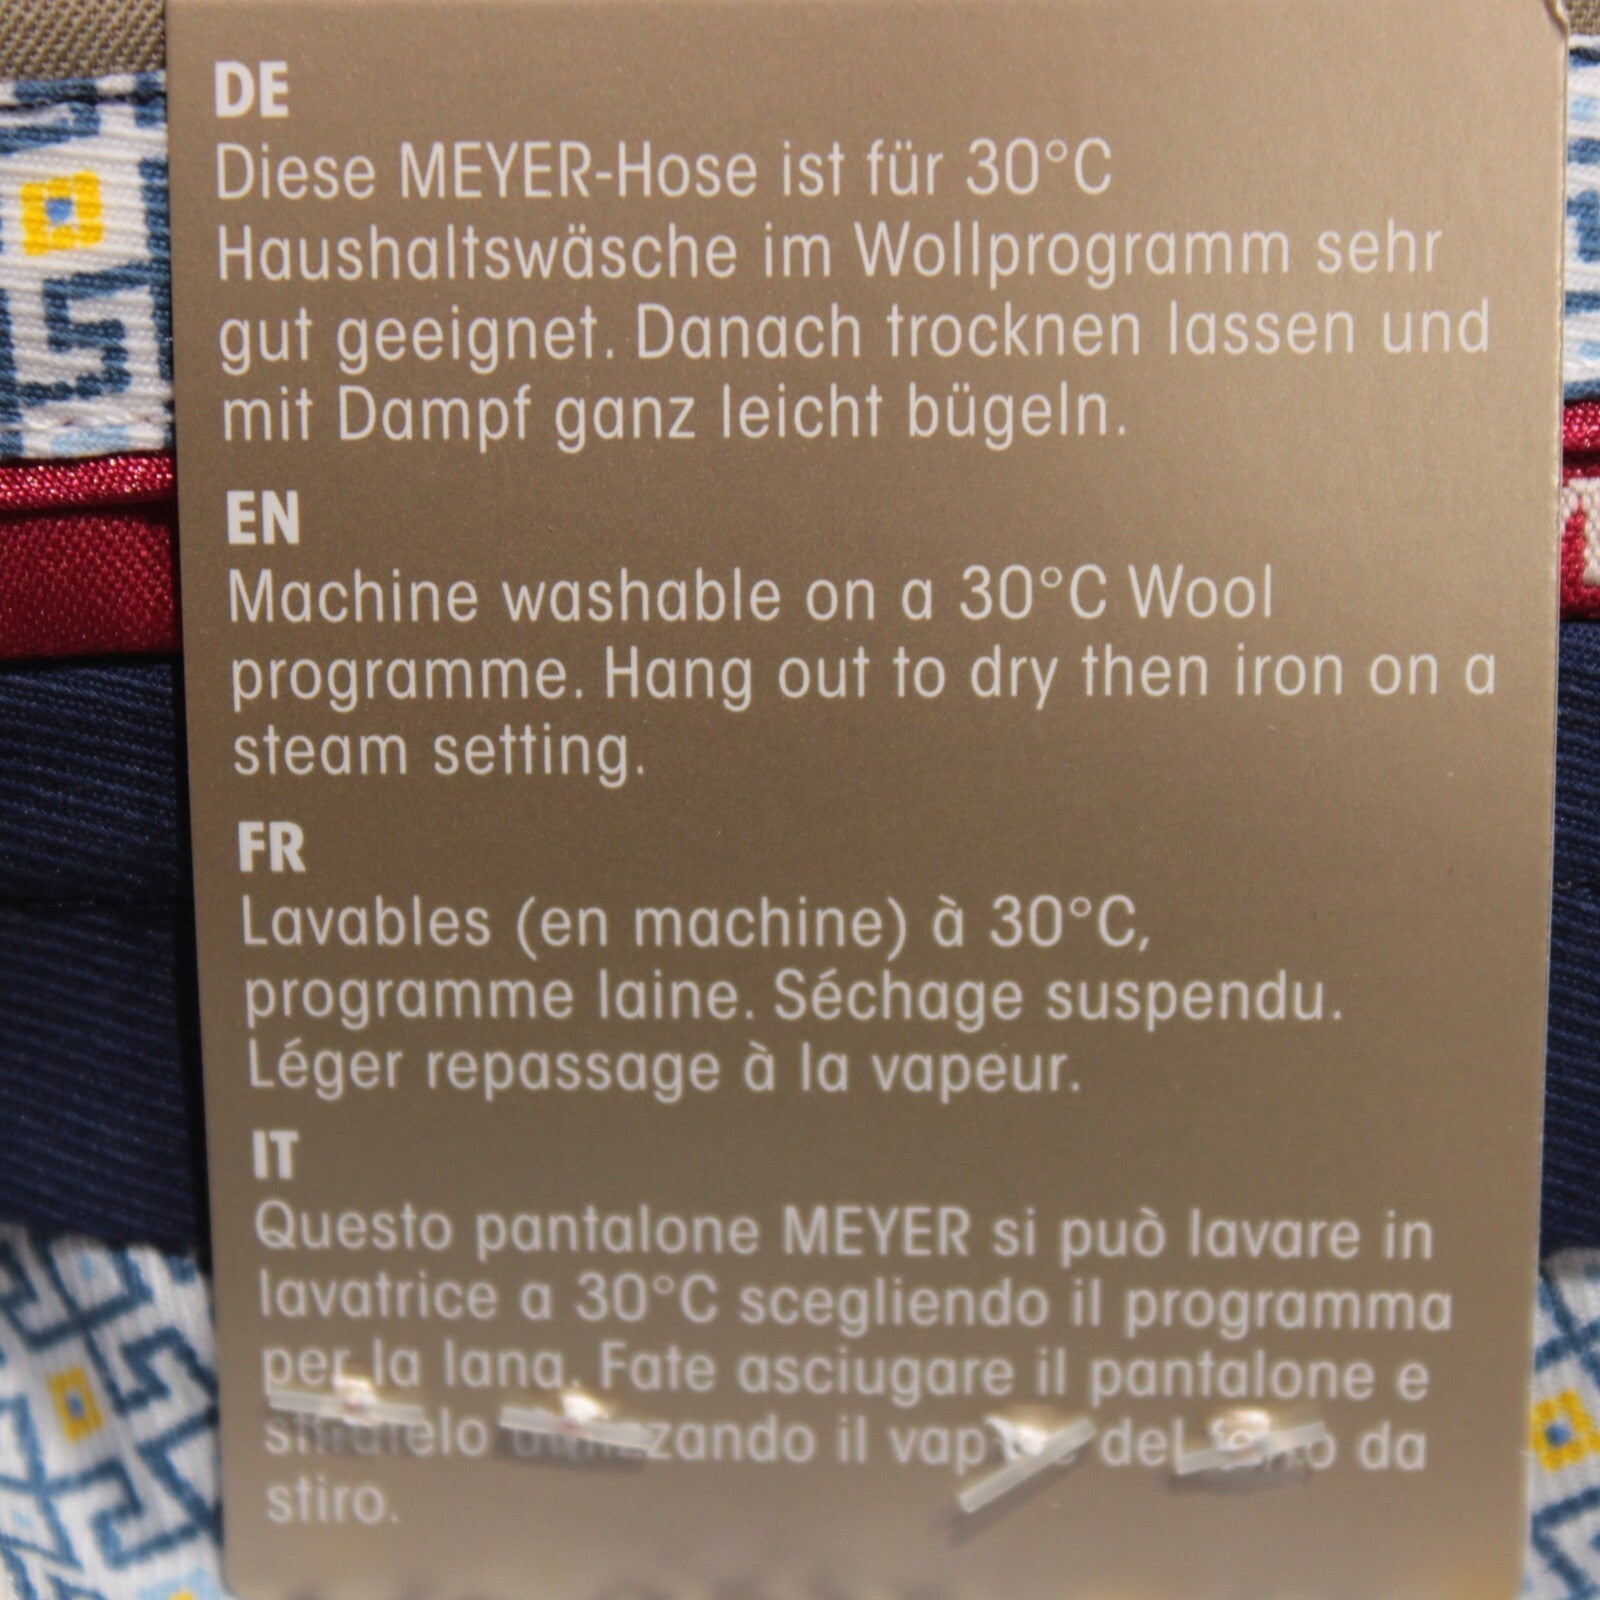 DE
Diese MEYER-Hose ist für 30°C
Haushaltswäsche im Wollprogramm sehr
gut geeignet. Danach trocknen lassen und
mit Dampf ganz leicht bügeln.
EN
Machine washable on a 30°C Wool
programme. Hang out to dry then iron on a
steam setting.
FR
Lavables (en machine) à 30°C,
programme laine. Séchage suspendu.
Léger repassage à la vapeur.
IT
Questo pantalone MEYER si può lavare in
lavatrice a 30°C scegliendo il programma
per la lana. Fate asciugare il pantalone e
il del da
stiro.